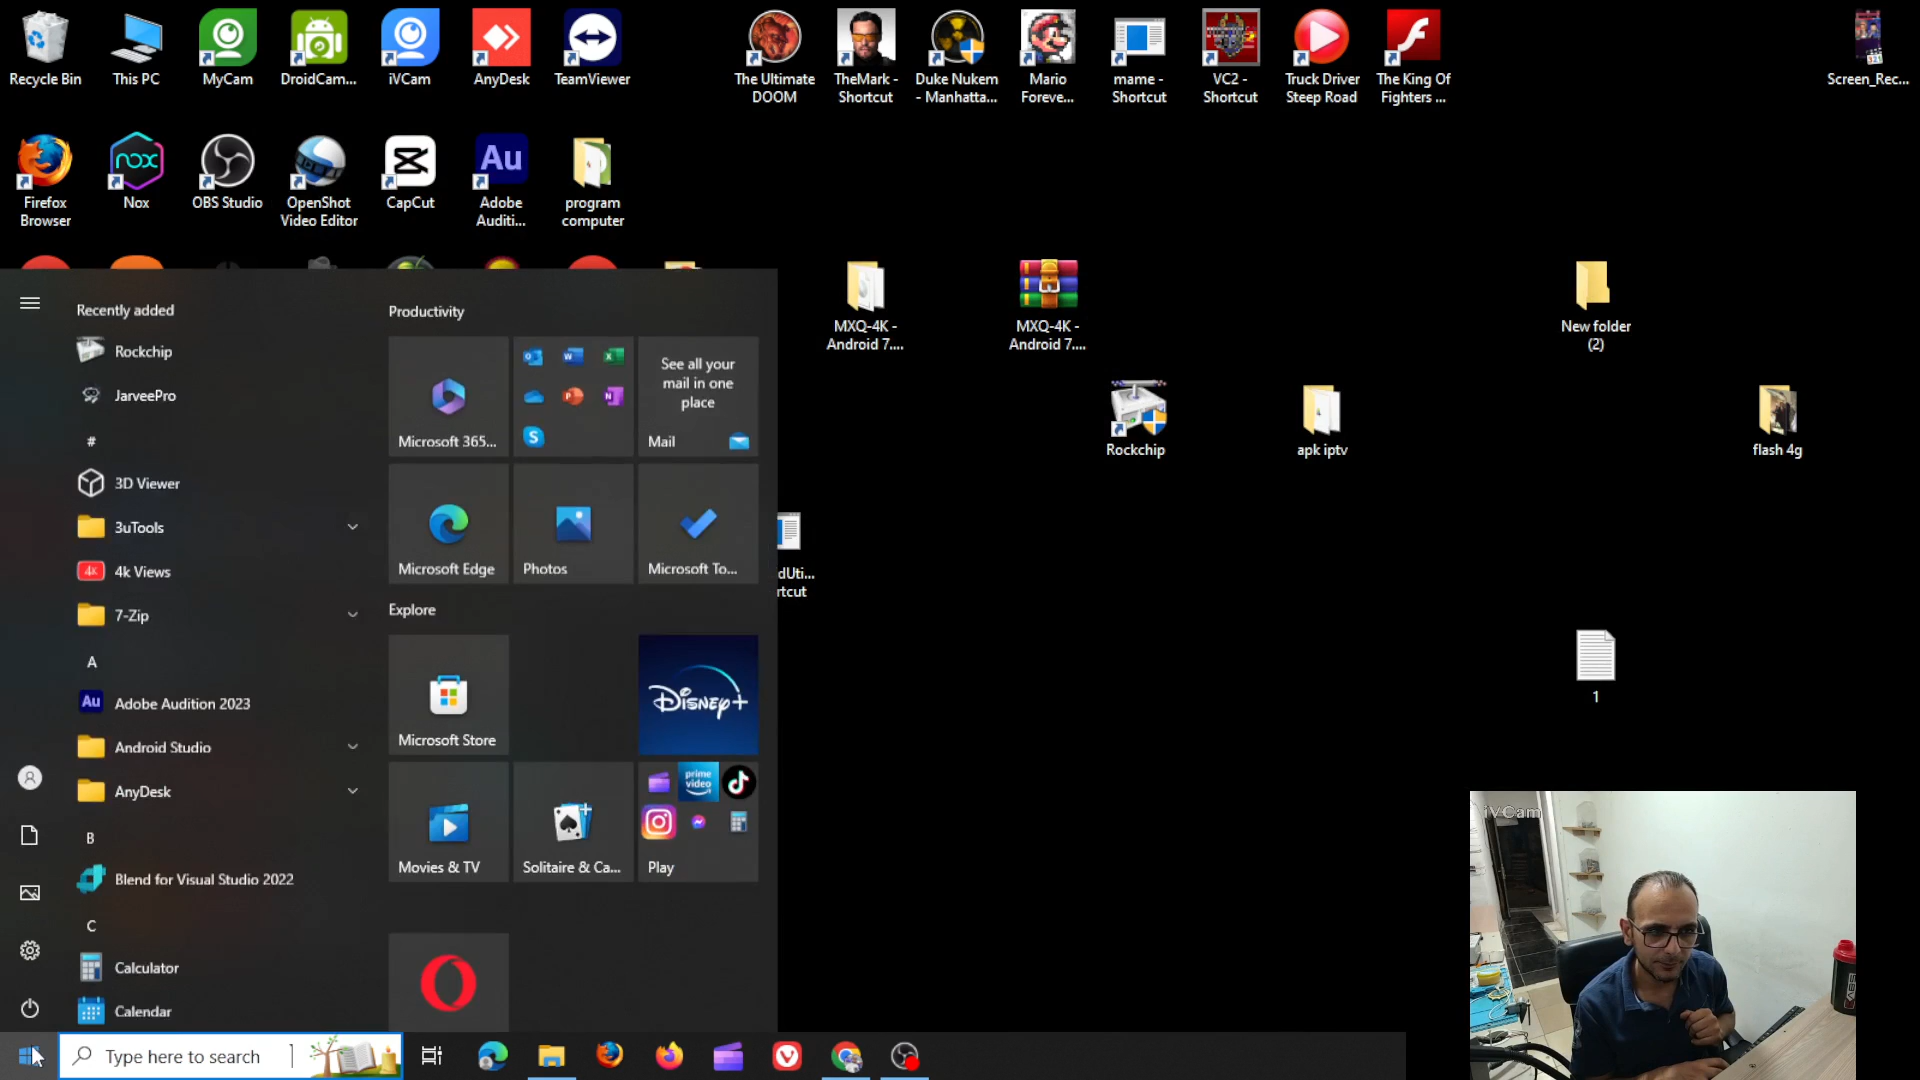 Recycle Bin
This PC
MyCam
DroidCam...
iVCam
AnyDesk
TeamViewer
The Ultimate
DOOM
TheMark -
Shortcut
Duke Nukem
- Manhatta...
Mario
Foreve...
mame -
Shortcut
VC2 -
Shortcut
Truck Driver
Steep Road
The King Of
Fighters ...
Screen_Rec...
nox
Au
Firefox
Browser
Nox
OBS Studio
OpenShot
Video Editor
CapCut
Adobe
Auditi...
program
computer
MXQ-4K -
Android 7....
MXQ-4K -
Android 7....
New folder
(2)
Rockchip
apk iptv
flash 4g
dUti...
rtcut
1
Recently added
Rockchip
JarveePro
#
3D Viewer
3uTools
4K
4k Views
7-Zip
A
Au
Adobe Audition 2023
Android Studio
AnyDesk
B
Blend for Visual Studio 2022
C
Calculator
Calendar
Productivity
Microsoft 365...
See all your
mail in one
place
Mail
Microsoft Edge
Photos
Microsoft To...
Explore
Microsoft Store
Disney+
Movies & TV
Solitaire & Ca...
prime
video
Play
Type here to search
iVCam